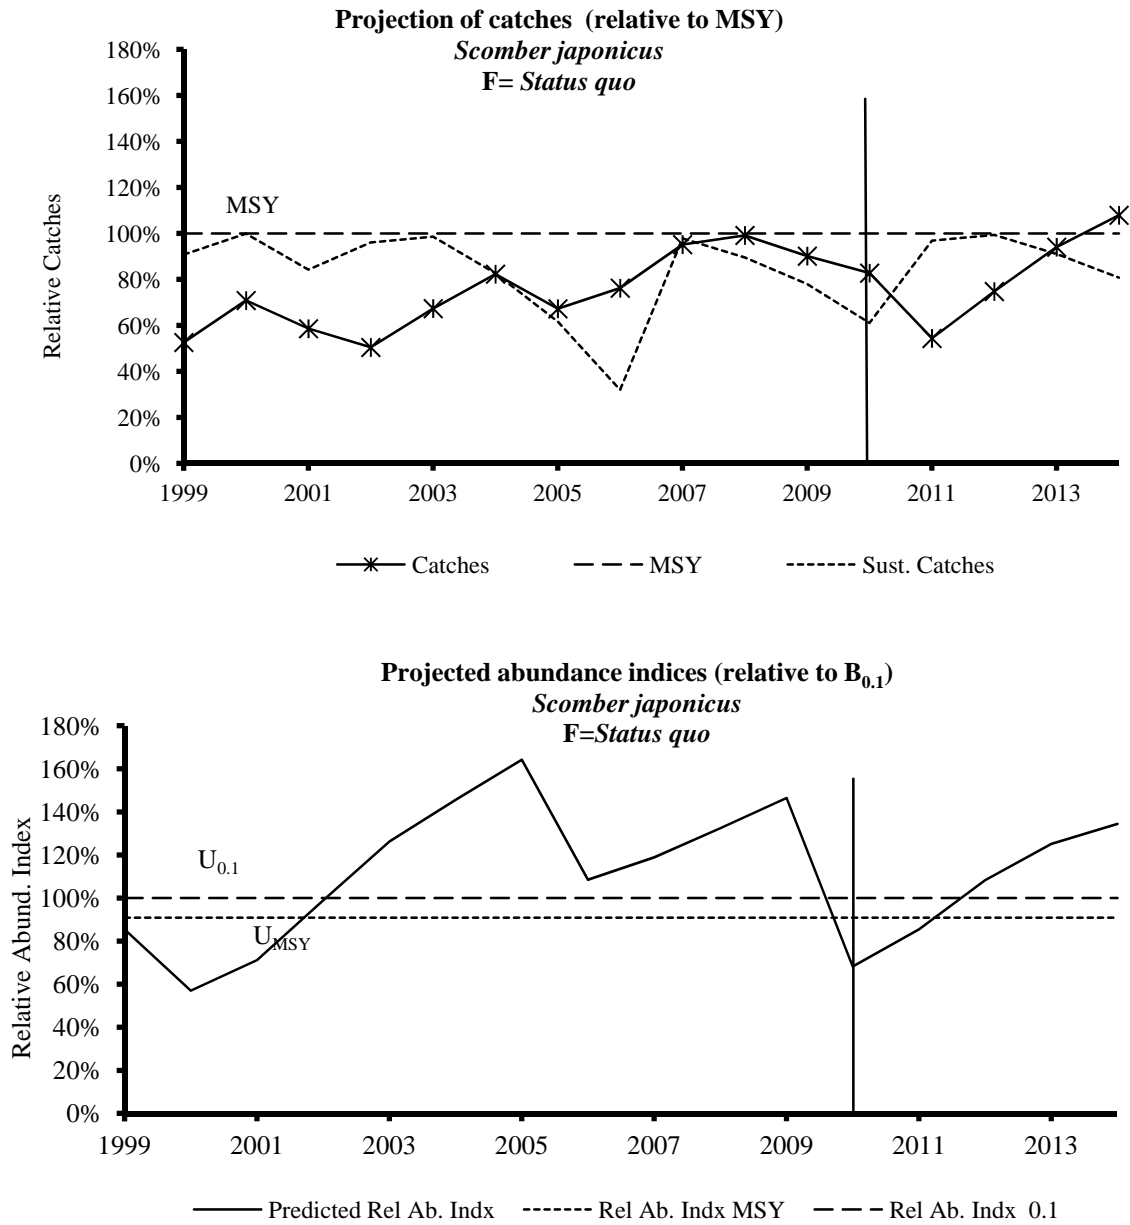 Projection of catches (relative to MSY)
Scomber japonicus
F= Status quo
180%
160%
140%
120%
100%
80%
60%
40%
20%
0%
Relative Catches
MSY
1999 2001 2003 2005 2007 2009 2011 2013
Catches MSY Sust. Catches
Projected abundance indices (relative to B0.1)
Scomber japonicus
F=Status quo
180%
160%
140%
120%
100%
80%
60%
40%
20%
0%
Relative Abund. Index
U0.1
UMSY
1999 2001 2003 2005 2007 2009 2011 2013
Predicted Rel Ab. Indx Rel Ab. Indx MSY Rel Ab. Indx 0.1